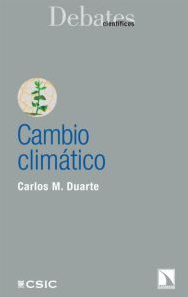 Debates
científicos
Cambio
climático
Carlos M. Duarte
CSIC